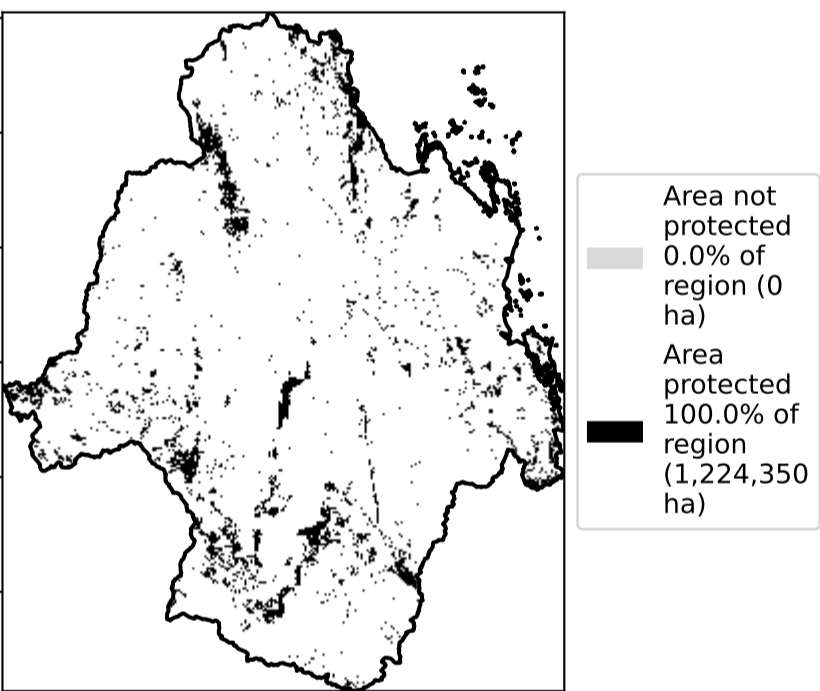 Area not
protected
0.0% of
region (0
ha)
Area
protected
100.0% of
region
(1,224,350
ha)